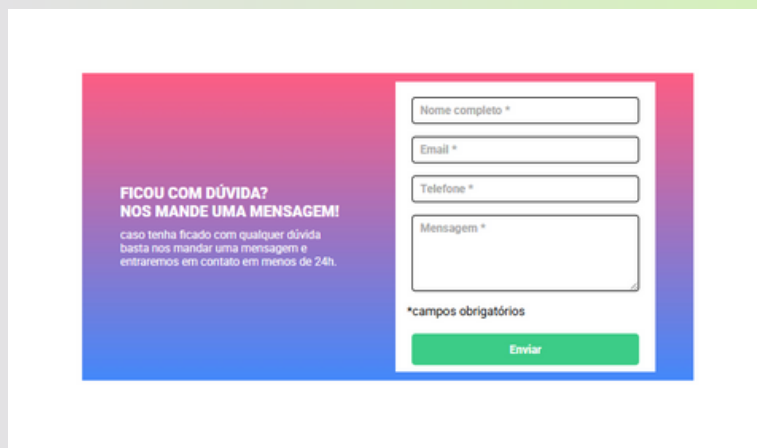 FICOU COM DÚVIDA?
NOS MANDE UMA MENSAGEM!
caso tenha ficado com qualquer dúvida
basta nos mandar uma mensagem e
entraremos em contato em menos de 24h.
Nome completo *
Email *
Telefone *
Mensagem *
*campos obrigatórios
Enviar